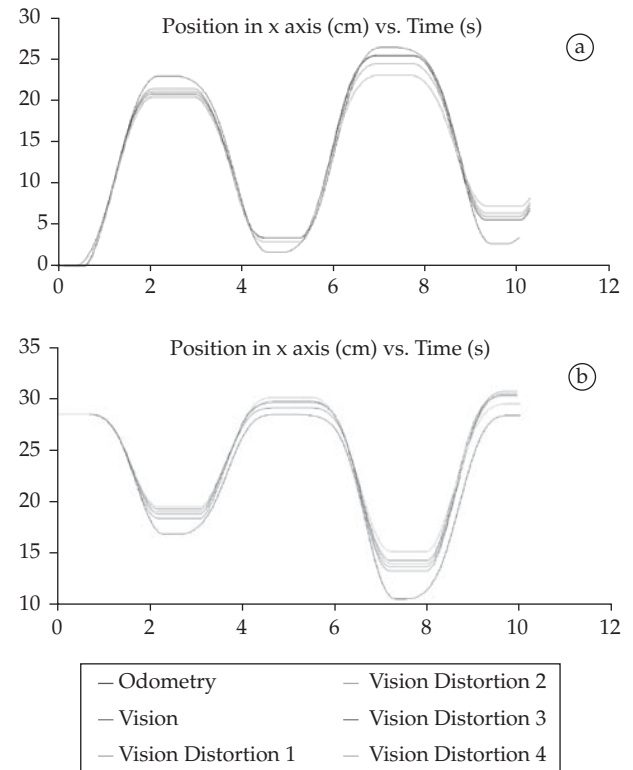 Position in x axis (cm) vs. Time (s)
a
30
25
20
15
10
5
0
0 2 4 6 8 10 12
Position in x axis (cm) vs. Time (s)
b
35
30
25
20
15
10
0 2 4 6 8 10 12
Odometry
Vision
Vision Distortion 1
Vision Distortion 2
Vision Distortion 3
Vision Distortion 4